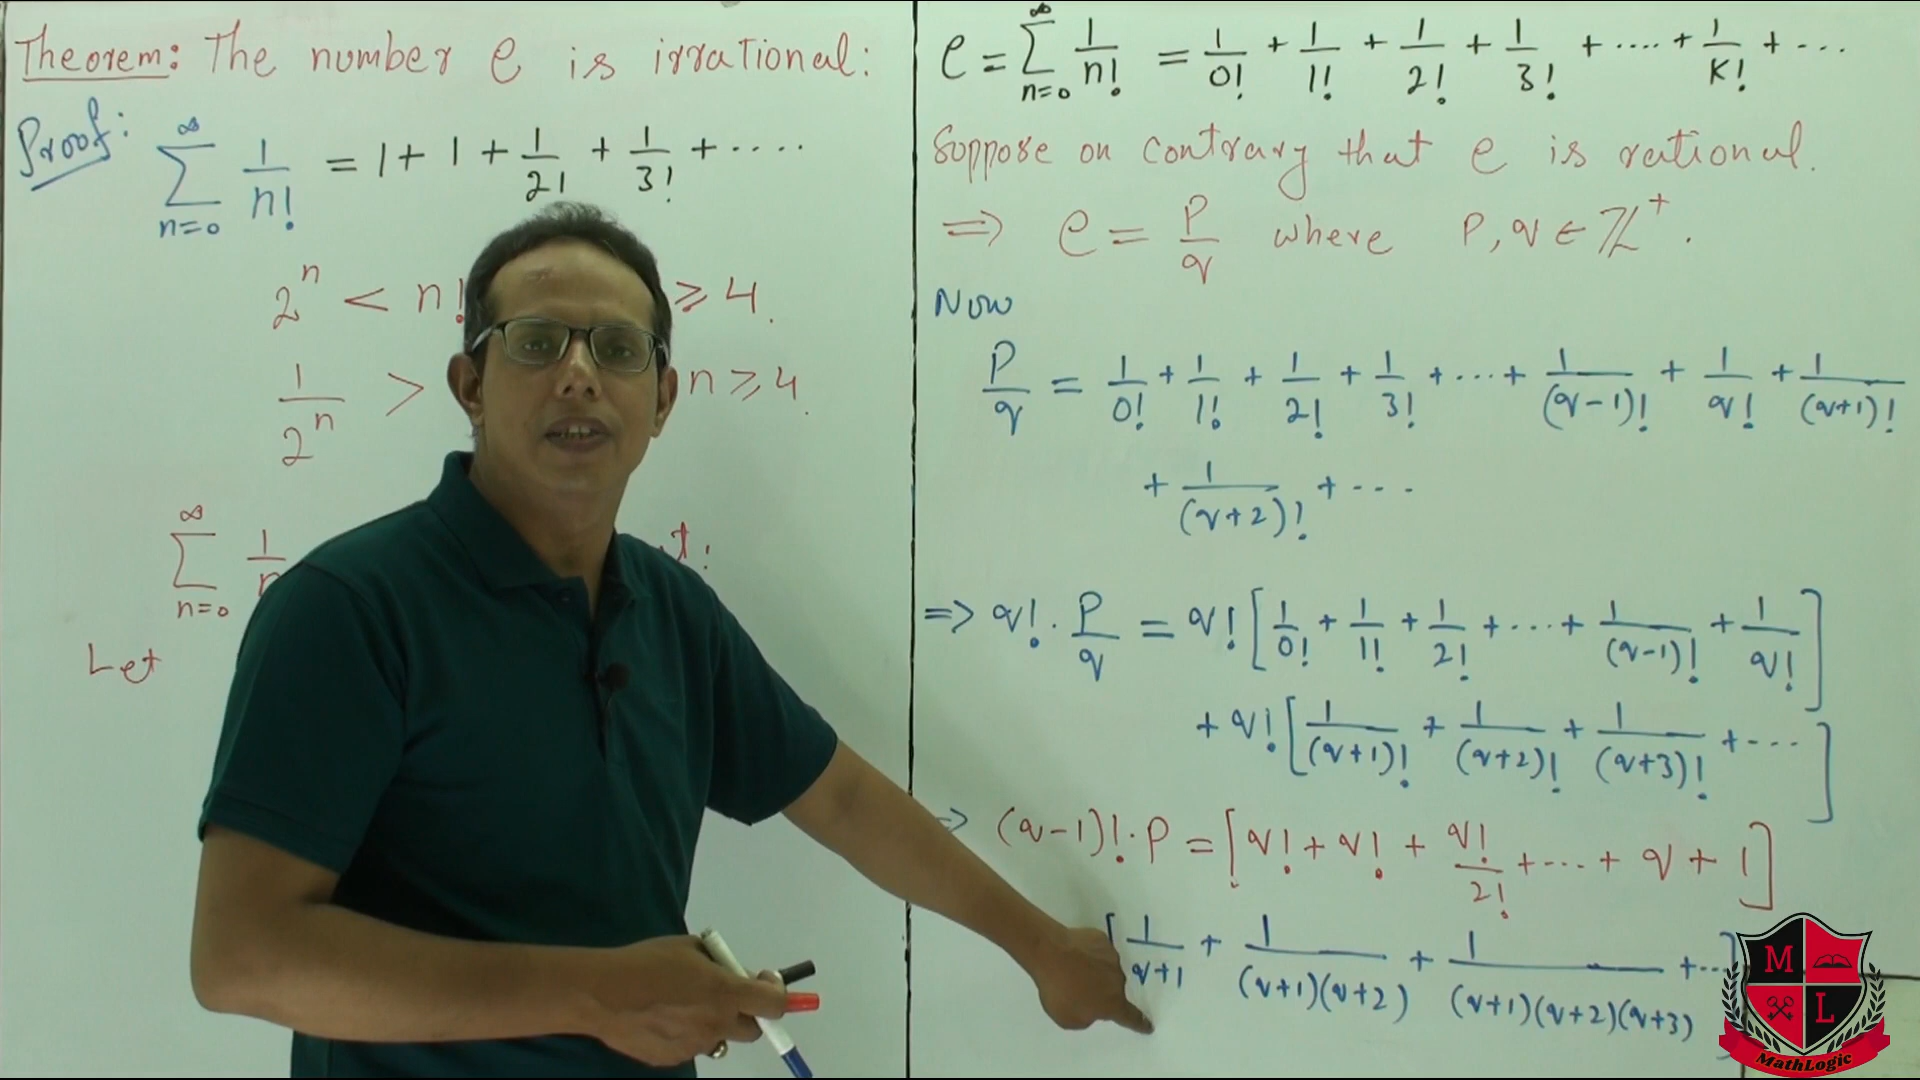 Theorem: The number e is irrational:
Proof: ∑_{n=0}^{∞} 1/n! = 1 + 1 + 1/2! + 1/3! + ....
2^n < n! ≥ 4.
1/2^n > n ≥ 4.
∑_{n=0}^{∞} 1/n
Let
e = ∑_{n=0}^{∞} 1/n! = 1/0! + 1/1! + 1/2! + 1/3! + .... + 1/K! + ...
Suppose on contrary that e is rational.
=> e = P/q where P, q ∈ ℤ^+.
Now
P/q = 1/0! + 1/1! + 1/2! + 1/3! + ... + 1/(q-1)! + 1/q! + 1/(q+1)!
+ 1/(q+2)! + ...
=> q! . P/q = q! [1/0! + 1/1! + 1/2! + ... + 1/(q-1)! + 1/q!]
+ q! [1/(q+1)! + 1/(q+2)! + 1/(q+3)! + ...]
=> (q-1)! . P = [q! + q! + q!/2! + ... + q + 1]
[1/(q+1) + 1/((q+1)(q+2)) + 1/((q+1)(q+2)(q+3)) + ...]
M
L
MathLogic